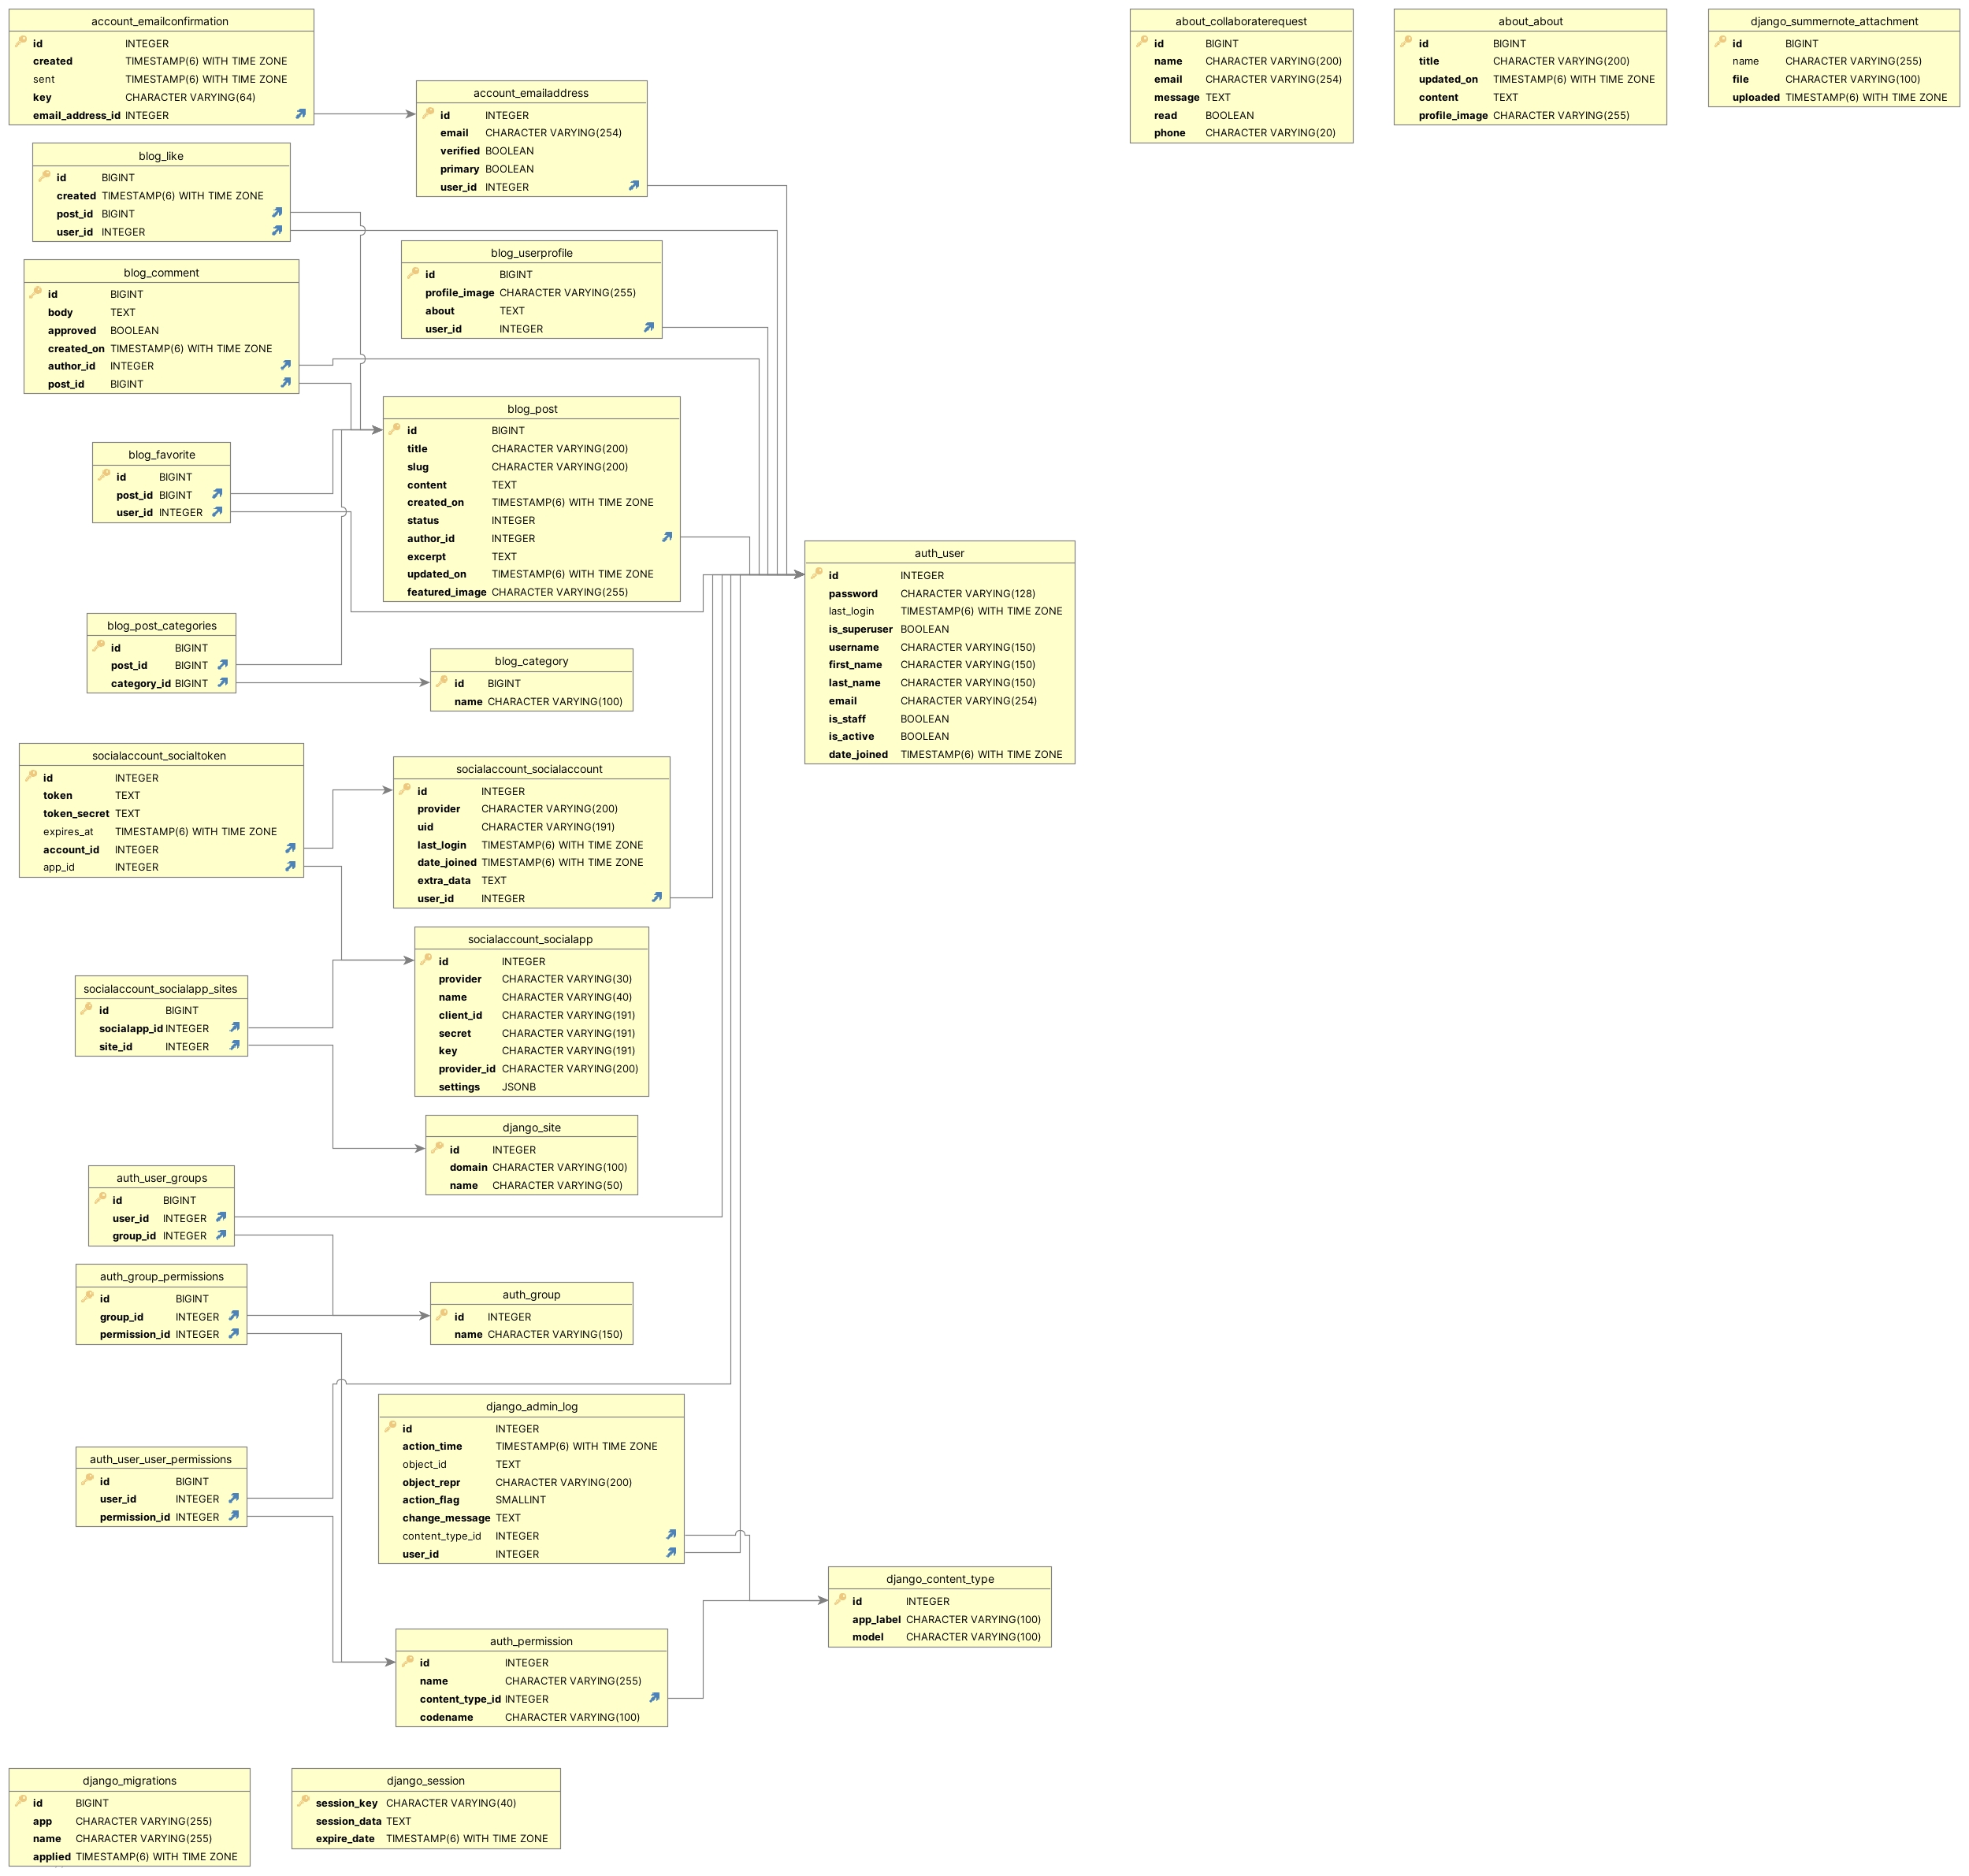 account_emailconfirmation
id INTEGER
created TIMESTAMP(6) WITH TIME ZONE
sent TIMESTAMP(6) WITH TIME ZONE
key CHARACTER VARYING(64)
email_address_id INTEGER
account_emailaddress
id INTEGER
email CHARACTER VARYING(254)
verified BOOLEAN
primary BOOLEAN
user_id INTEGER
about_collaboraterequest
id BIGINT
name CHARACTER VARYING(200)
email CHARACTER VARYING(254)
message TEXT
read BOOLEAN
phone CHARACTER VARYING(20)
about_about
id BIGINT
title CHARACTER VARYING(200)
updated_on TIMESTAMP(6) WITH TIME ZONE
content TEXT
profile_image CHARACTER VARYING(255)
django_summernote_attachment
id BIGINT
name CHARACTER VARYING(255)
file CHARACTER VARYING(100)
uploaded TIMESTAMP(6) WITH TIME ZONE
blog_like
id BIGINT
created TIMESTAMP(6) WITH TIME ZONE
post_id BIGINT
user_id INTEGER
blog_userprofile
id BIGINT
profile_image CHARACTER VARYING(255)
about TEXT
user_id INTEGER
blog_comment
id BIGINT
body TEXT
approved BOOLEAN
created_on TIMESTAMP(6) WITH TIME ZONE
author_id INTEGER
post_id BIGINT
blog_post
id BIGINT
title CHARACTER VARYING(200)
slug CHARACTER VARYING(200)
content TEXT
created_on TIMESTAMP(6) WITH TIME ZONE
status INTEGER
author_id INTEGER
excerpt TEXT
updated_on TIMESTAMP(6) WITH TIME ZONE
featured_image CHARACTER VARYING(255)
blog_favorite
id BIGINT
post_id BIGINT
user_id INTEGER
auth_user
id INTEGER
password CHARACTER VARYING(128)
last_login TIMESTAMP(6) WITH TIME ZONE
is_superuser BOOLEAN
username CHARACTER VARYING(150)
first_name CHARACTER VARYING(150)
last_name CHARACTER VARYING(150)
email CHARACTER VARYING(254)
is_staff BOOLEAN
is_active BOOLEAN
date_joined TIMESTAMP(6) WITH TIME ZONE
blog_post_categories
id BIGINT
post_id BIGINT
category_id BIGINT
blog_category
id BIGINT
name CHARACTER VARYING(100)
socialaccount_socialtoken
id INTEGER
token TEXT
token_secret TEXT
expires_at TIMESTAMP(6) WITH TIME ZONE
account_id INTEGER
app_id INTEGER
socialaccount_socialaccount
id INTEGER
provider CHARACTER VARYING(200)
uid CHARACTER VARYING(191)
last_login TIMESTAMP(6) WITH TIME ZONE
date_joined TIMESTAMP(6) WITH TIME ZONE
extra_data TEXT
user_id INTEGER
socialaccount_socialapp
id INTEGER
provider CHARACTER VARYING(30)
name CHARACTER VARYING(40)
client_id CHARACTER VARYING(191)
secret CHARACTER VARYING(191)
key CHARACTER VARYING(191)
provider_id CHARACTER VARYING(200)
settings JSONB
socialaccount_socialapp_sites
id BIGINT
socialapp_id INTEGER
site_id INTEGER
django_site
id INTEGER
domain CHARACTER VARYING(100)
name CHARACTER VARYING(50)
auth_user_groups
id BIGINT
user_id INTEGER
group_id INTEGER
auth_group_permissions
id BIGINT
group_id INTEGER
permission_id INTEGER
auth_group
id INTEGER
name CHARACTER VARYING(150)
django_admin_log
id INTEGER
action_time TIMESTAMP(6) WITH TIME ZONE
object_id TEXT
object_repr CHARACTER VARYING(200)
action_flag SMALLINT
change_message TEXT
content_type_id INTEGER
user_id INTEGER
auth_user_user_permissions
id BIGINT
user_id INTEGER
permission_id INTEGER
django_content_type
id INTEGER
app_label CHARACTER VARYING(100)
model CHARACTER VARYING(100)
auth_permission
id INTEGER
name CHARACTER VARYING(255)
content_type_id INTEGER
codename CHARACTER VARYING(100)
django_migrations
id BIGINT
app CHARACTER VARYING(255)
name CHARACTER VARYING(255)
applied TIMESTAMP(6) WITH TIME ZONE
django_session
session_key CHARACTER VARYING(40)
session_data TEXT
expire_date TIMESTAMP(6) WITH TIME ZONE